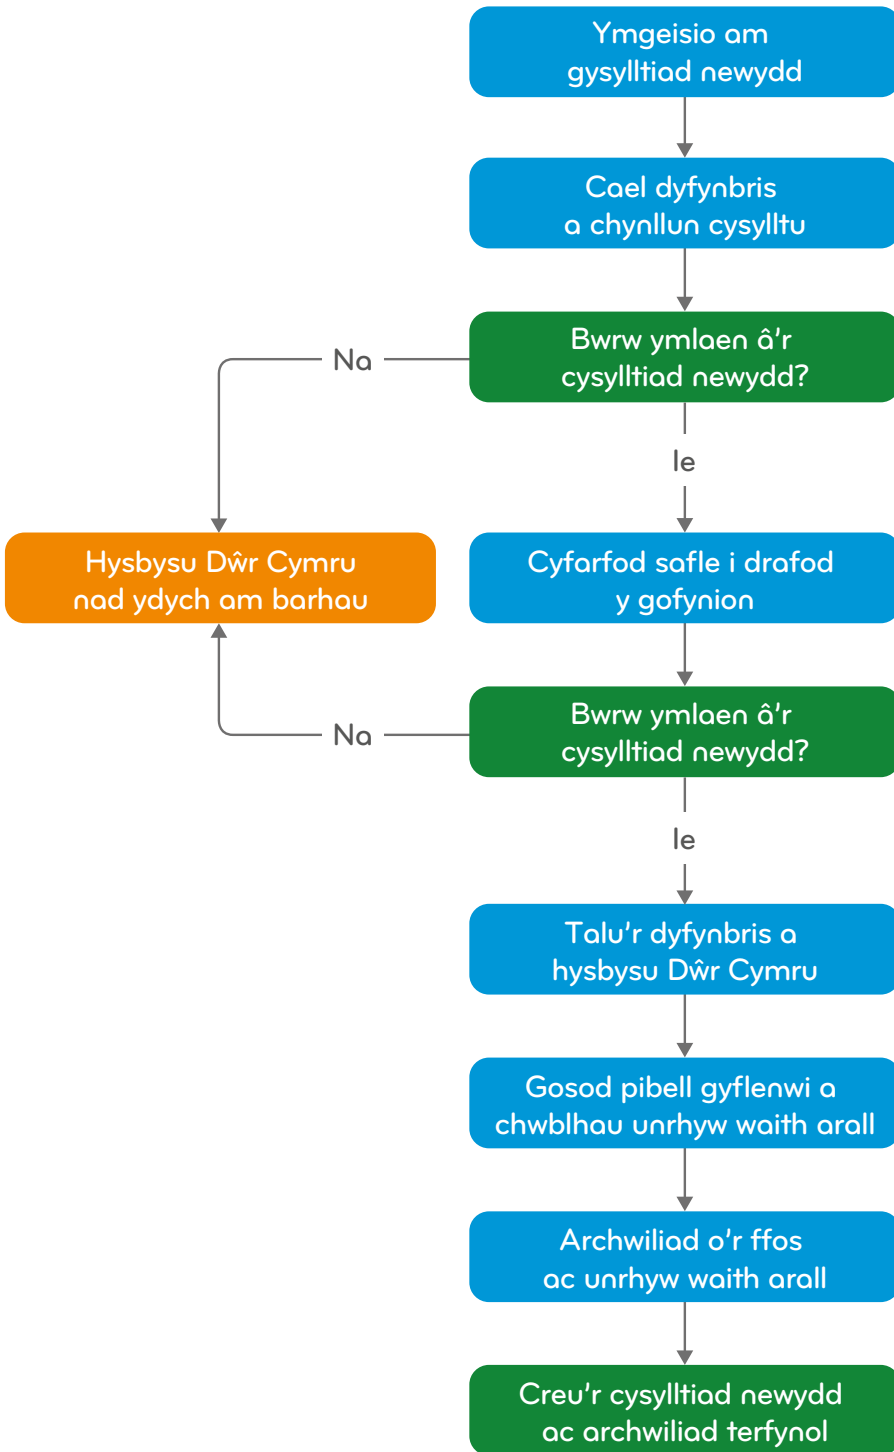 Ymgeisio am
gysylltiad newydd
Cael dyfynbris
a chynllun cysylltu
Bwrw ymlaen â'r
cysylltiad newydd?
Na
Ie
Hysbysu Dŵr Cymru
nad ydych am barhau
Cyfarfod safle i drafod
y gofynion
Bwrw ymlaen â'r
cysylltiad newydd?
Na
Ie
Talu'r dyfynbris a
hysbysu Dŵr Cymru
Gosod pibell gyflenwi a
chwblhau unrhyw waith arall
Archwiliad o'r ffos
ac unrhyw waith arall
Creu'r cysylltiad newydd
ac archwiliad terfynol